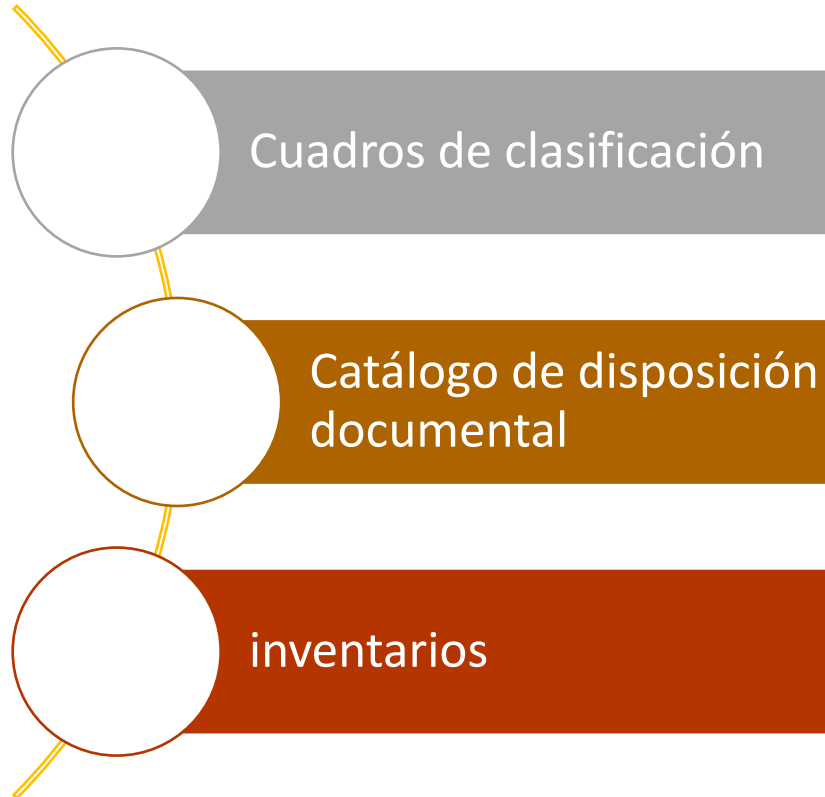 Cuadros de clasificación
Catálogo de disposición
documental
inventarios